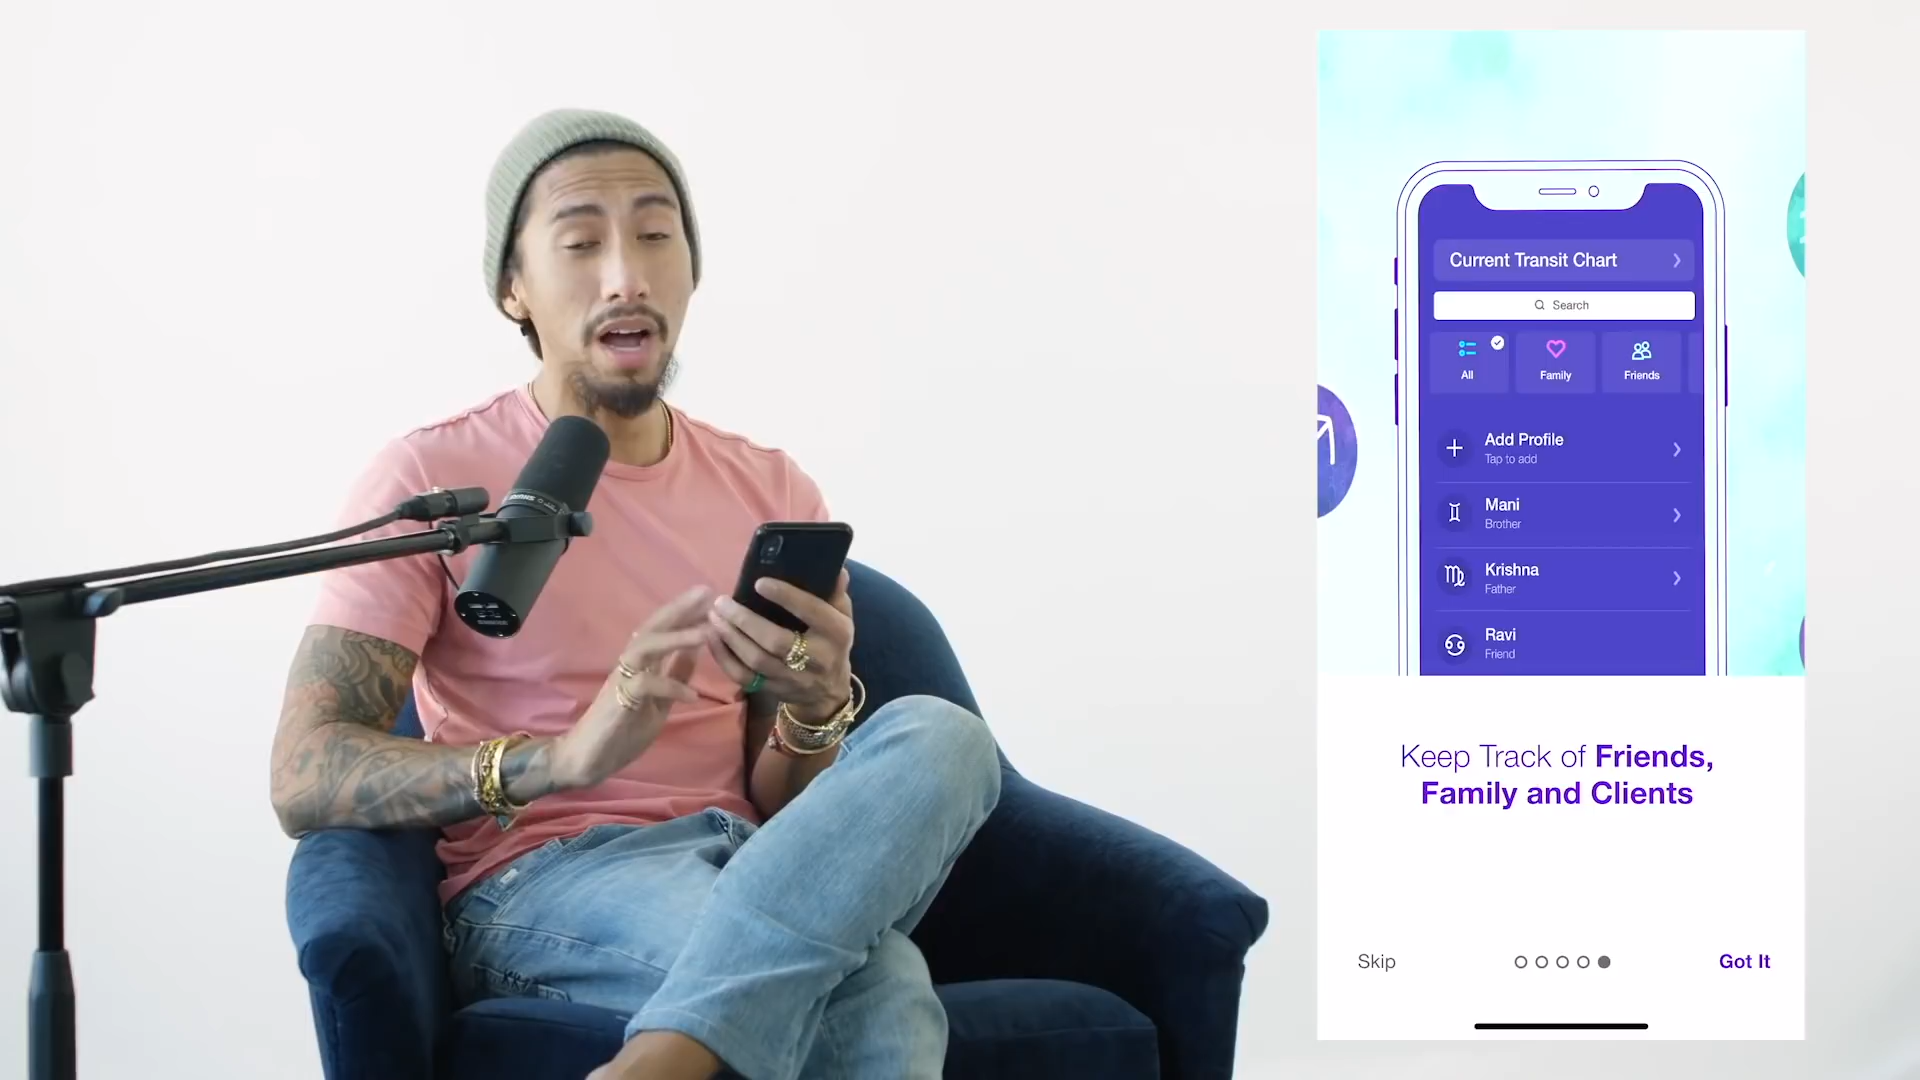 Current Transit Chart
Search
All
Family
Friends
Add Profile
Tap to add
Mani
Brother
Krishna
Father
Ravi
Friend
Keep Track of Friends,
Family and Clients
Skip
Got It